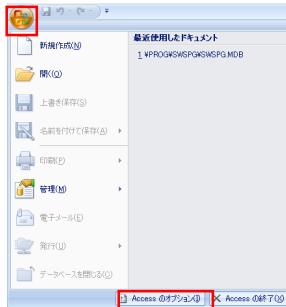 最近使用したドキュメント
新規作成(N)
1 ¥PROG¥SWSPG¥SWSPG.MDB
開く(O)
上書き保存(S)
名前を付けて保存(A)
印刷(P)
管理(M)
電子メール(E)
発行(U)
データベースを閉じる(C)
Access のオプション(I)
Access の終了(X)